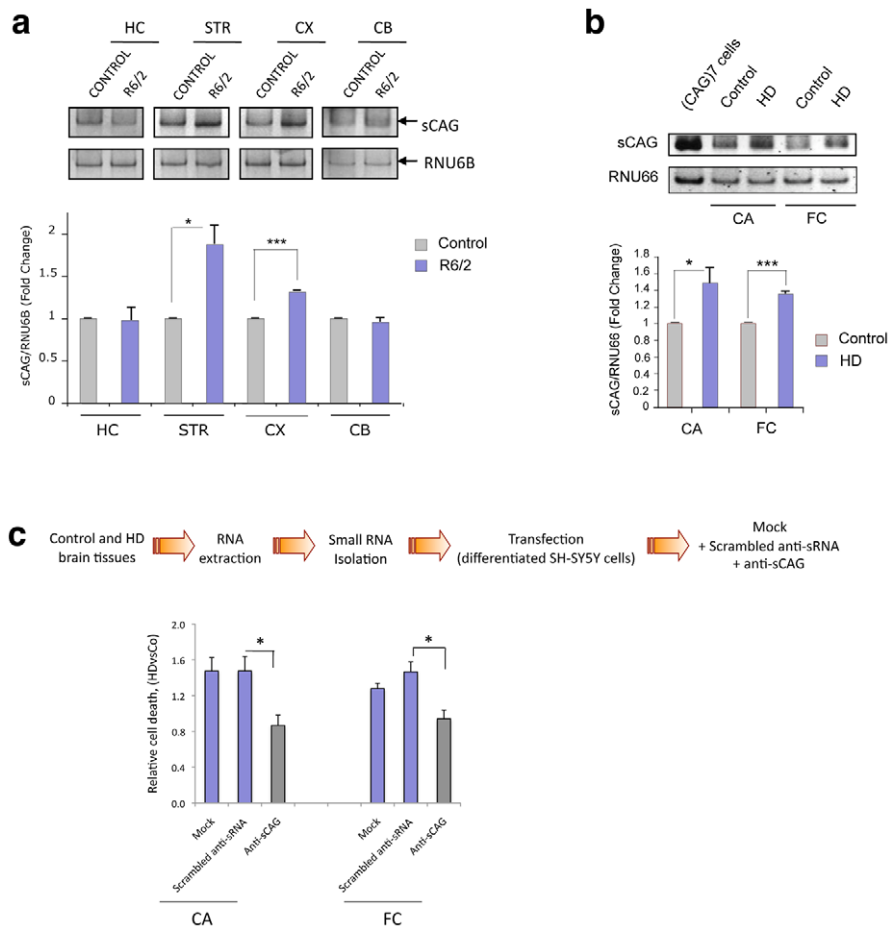 a
HC STR CX CB
CONTROL R6/2 CONTROL R6/2 CONTROL R6/2 CONTROL R6/2
sCAG
RNU6B
sCAG/RNU6B (Fold Change)
2
1.5
1
0.5
0
*
***
Control
R6/2
HC STR CX CB
b
(CAG)7 cells Control HD Control HD
sCAG
RNU66
CA FC
sCAG/RNU66 (Fold Change)
1.8
1.6
1.4
1.2
1
0.8
0.6
0.4
0.2
0
*
***
Control
HD
CA FC
c
Control and HD
brain tissues
RNA
extraction
Small RNA
Isolation
Transfection
(differentiated SH-SY5Y cells)
Mock
+ Scrambled anti-sRNA
+ anti-sCAG
Relative cell death, (HDvsCo)
2.0
1.6
1.2
0.8
0.4
0.0
*
*
Mock Scrambled anti-sRNA Anti-sCAG Mock Scrambled anti-sRNA Anti-sCAG
CA FC